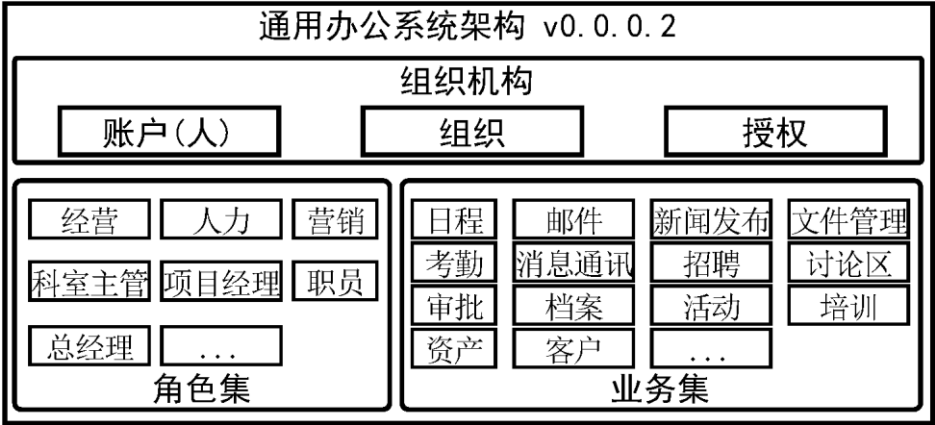 通用办公系统架构 v0.0.0.2
组织机构
账户(人) 组织 授权
经营 人力 营销
科室主管 项目经理 职员
总经理 ...
角色集
日程 邮件 新闻发布 文件管理
考勤 消息通讯 招聘 讨论区
审批 档案 活动 培训
资产 客户 ...
业务集